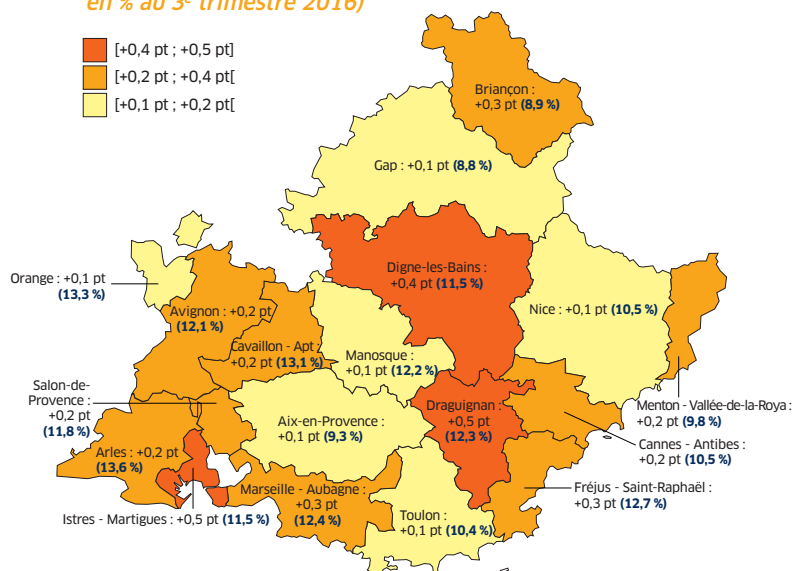 en % au 3e trimestre 2016)
[+0,4 pt ; +0,5 pt]
[+0,2 pt ; +0,4 pt[
[+0,1 pt ; +0,2 pt[
Briançon :
+0,3 pt (8,9 %)
Gap : +0,1 pt (8,8 %)
Digne-les-Bains :
+0,4 pt (11,5 %)
Orange : +0,1 pt
(13,3 %)
Avignon : +0,2 pt
(12,1 %)
Nice : +0,1 pt (10,5 %)
Cavaillon - Apt :
+0,2 pt (13,1 %)
Manosque :
+0,1 pt (12,2 %)
Salon-de-
Provence :
+0,2 pt
(11,8 %)
Aix-en-Provence :
+0,1 pt (9,3 %)
Draguignan :
+0,5 pt
(12,3 %)
Menton - Vallée-de-la-Roya :
+0,2 pt (9,8 %)
Cannes - Antibes :
+0,2 pt (10,5 %)
Arles : +0,2 pt
(13,6 %)
Marseille - Aubagne :
+0,3 pt
(12,4 %)
Fréjus - Saint-Raphaël :
+0,3 pt (12,7 %)
Istres - Martigues : +0,5 pt (11,5 %)
Toulon :
+0,1 pt (10,4 %)